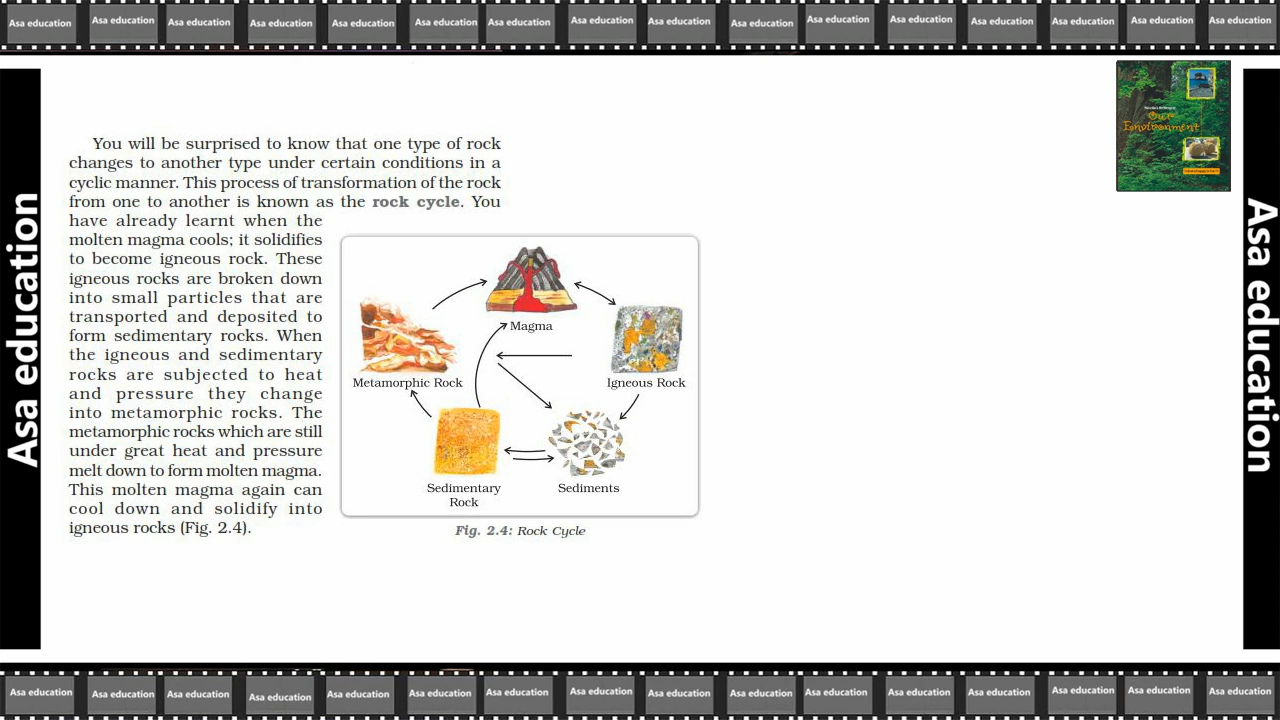 Asa education Asa education Asa education Asa education Asa education Asa education Asa education Asa education Asa education Asa education Asa education Asa education Asa education Asa education Asa education Asa education
Asa education
Our
Environment
You will be surprised to know that one type of rock
changes to another type under certain conditions in a
cyclic manner. This process of transformation of the rock
from one to another is known as the rock cycle. You
have already learnt when the
molten magma cools; it solidifies
to become igneous rock. These
igneous rocks are broken down
into small particles that are
transported and deposited to
form sedimentary rocks. When
the igneous and sedimentary
rocks are subjected to heat
and pressure they change
into metamorphic rocks. The
metamorphic rocks which are still
under great heat and pressure
melt down to form molten magma.
This molten magma again can
cool down and solidify into
igneous rocks (Fig. 2.4).
Magma
Metamorphic Rock
Igneous Rock
Sedimentary
Rock
Sediments
Fig. 2.4: Rock Cycle
Asa education
Asa education Asa education Asa education Asa education Asa education Asa education Asa education Asa education Asa education Asa education Asa education Asa education Asa education Asa education Asa education Asa education